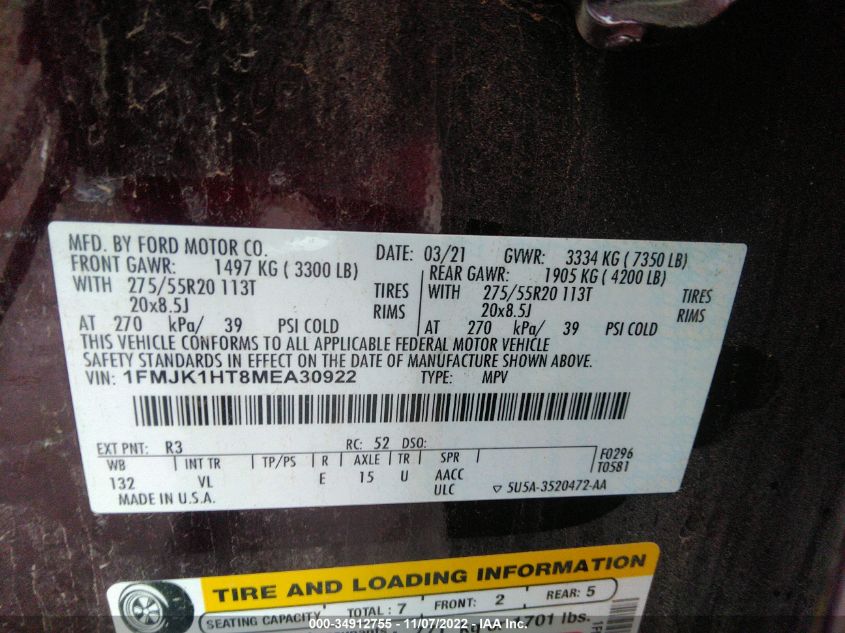 MFD. BY FORD MOTOR CO.
DATE: 03/21 GVWR: 3334 KG ( 7350 LB)
FRONT GAWR: 1497 KG ( 3300 LB)
REAR GAWR: 1905 KG ( 4200 LB)
WITH 275/55R20 113T TIRES
20x8.5J RIMS
AT 270 kPa/ 39 PSI COLD
WITH 275/55R20 113T TIRES
20x8.5J RIMS
AT 270 kPa/ 39 PSI COLD
THIS VEHICLE CONFORMS TO ALL APPLICABLE FEDERAL MOTOR VEHICLE
SAFETY STANDARDS IN EFFECT ON THE DATE OF MANUFACTURE SHOWN ABOVE.
VIN: 1FMJK1HT8MEA30922 TYPE: MPV
EXT PNT: R3 RC: 52 DSO:
WB INT TR TP/PS R AXLE TR SPR
132 VL E 15 U AACC
ULC
F0296
T0581
MADE IN U.S.A.
▽ 5U5A-3520472-AA
TIRE AND LOADING INFORMATION
SEATING CAPACITY TOTAL : 7 FRONT: 2 REAR: 5
701 lbs.
000-34912755 - 11/07/2022 - IAA Inc.